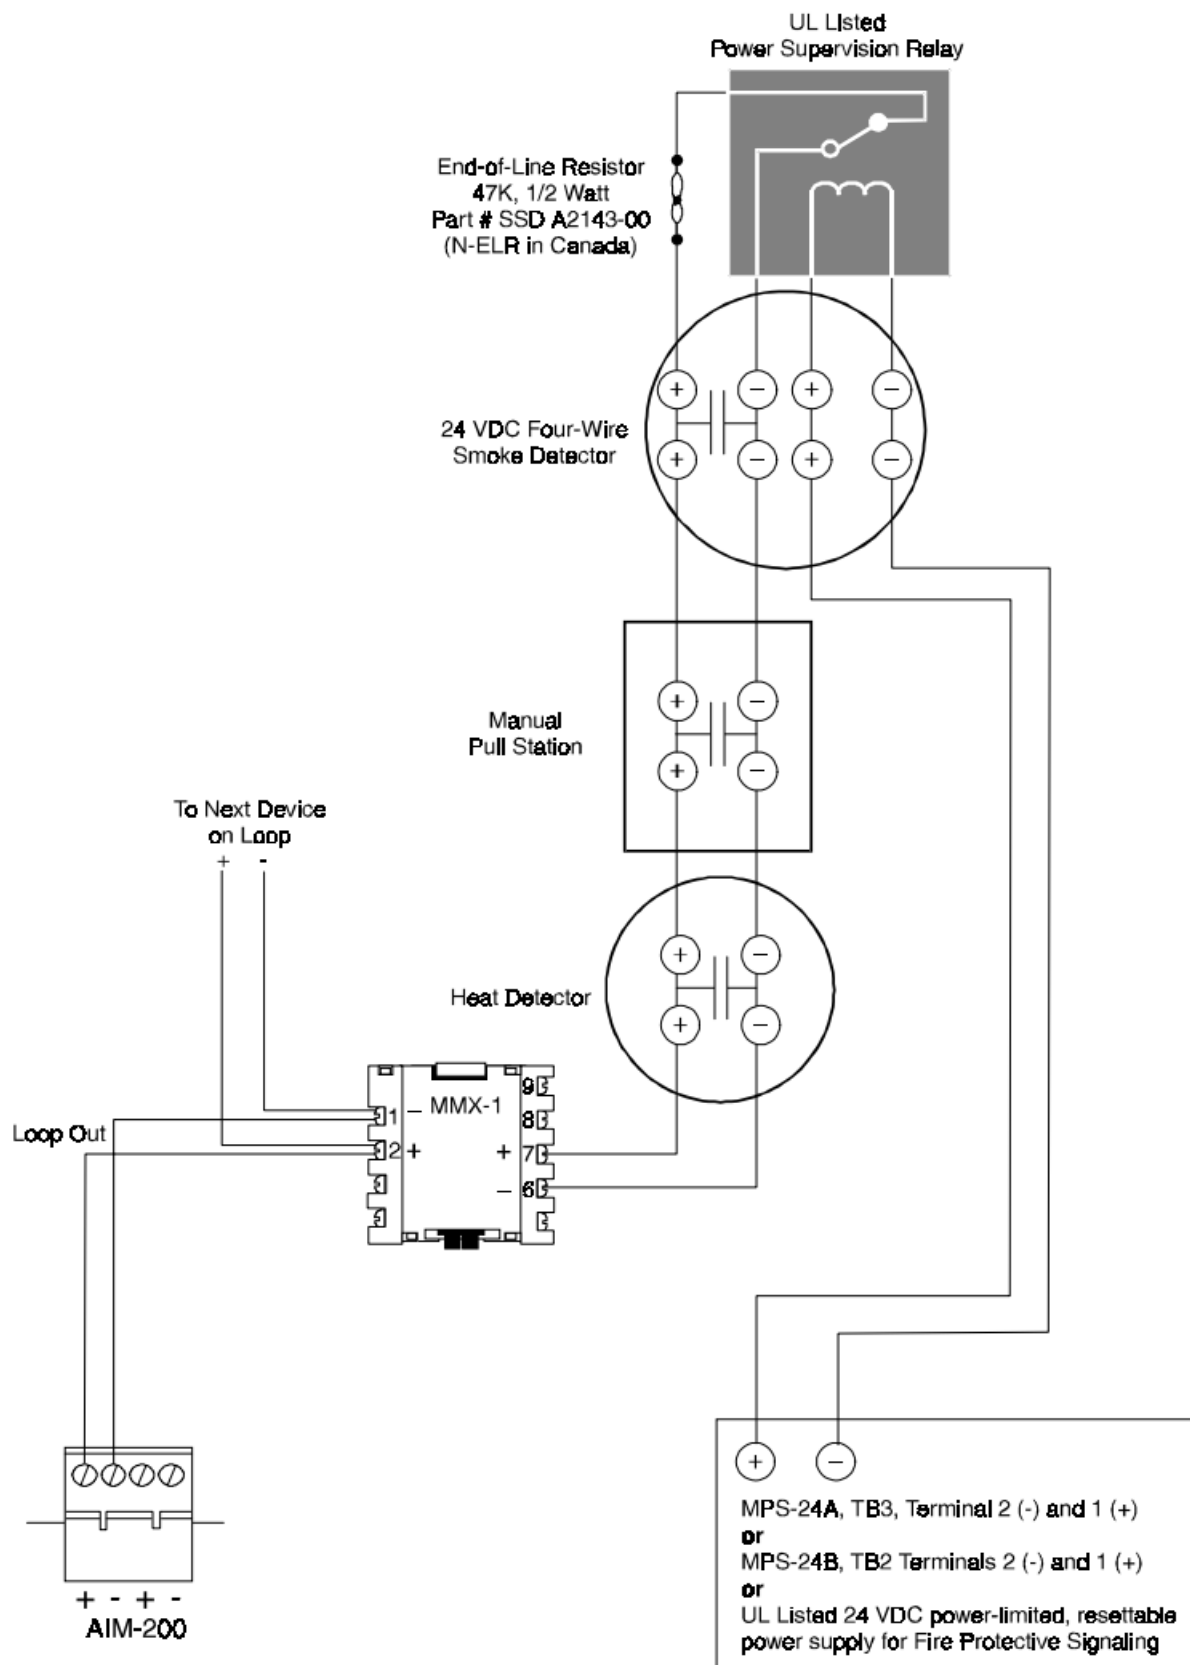 UL Listed
Power Supervision Relay
End-of-Line Resistor
47K, 1/2 Watt
Part # SSD A2143-00
(N-ELR in Canada)
+ − + −
24 VDC Four-Wire
Smoke Detector
+ − + −
+ −
Manual
Pull Station
+ −
To Next Device
on Loop
+ -
+ −
Heat Detector
+ −
9
1 − MMX-1 8
Loop Out
2 + + 7
− 6
+ −
MPS-24A, TB3, Terminal 2 (-) and 1 (+)
or
MPS-24B, TB2 Terminals 2 (-) and 1 (+)
or
UL Listed 24 VDC power-limited, resettable
power supply for Fire Protective Signaling
+ - + -
AIM-200